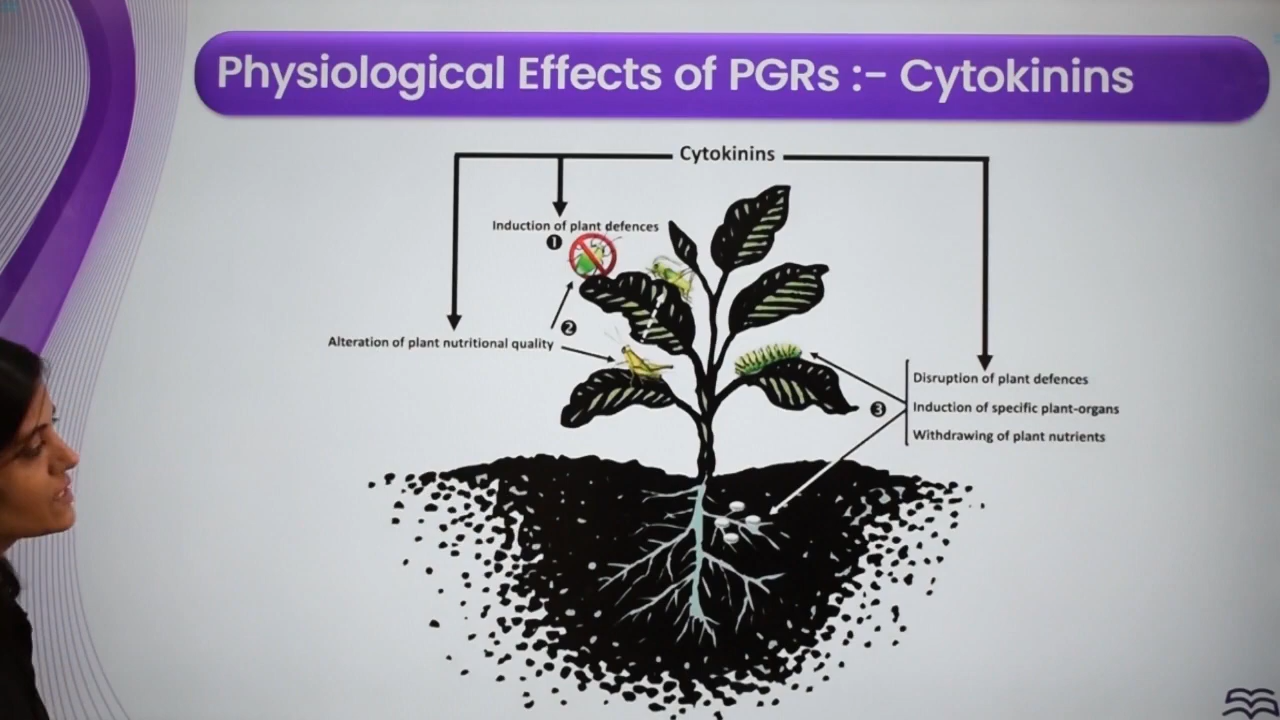 Physiological Effects of PGRs :- Cytokinins
Cytokinins
Induction of plant defences
1
2
Alteration of plant nutritional quality
Disruption of plant defences
3
Induction of specific plant-organs
Withdrawing of plant nutrients